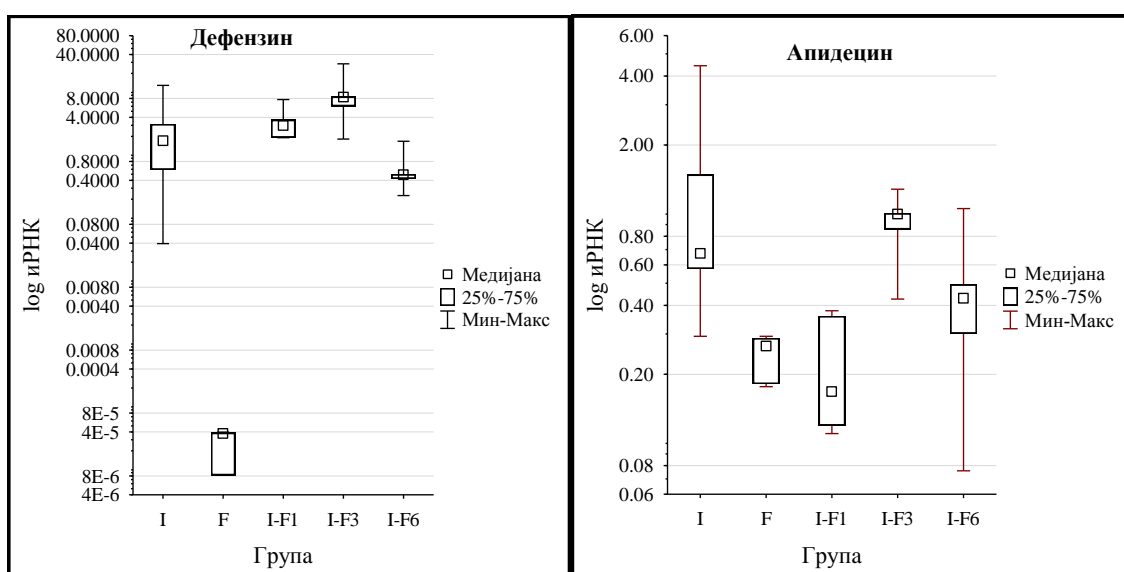 Дефензин
80.0000
40.0000
8.0000
4.0000
0.8000
0.4000
0.0800
0.0400
0.0080
0.0040
0.0008
0.0004
8E-5
4E-5
8E-6
4E-6
log иРНК
I F I-F1 I-F3 I-F6
Група
Медијана
25%-75%
Мин-Макс
Апидецин
6.00
4.00
2.00
0.80
0.60
0.40
0.20
0.08
0.06
log иРНК
I F I-F1 I-F3 I-F6
Група
Медијана
25%-75%
Мин-Макс